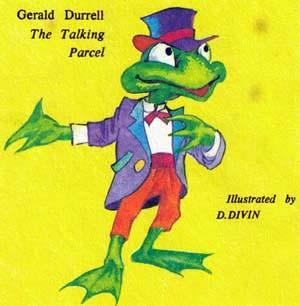 Gerald Durrell
The Talking
Parcel
Illustrated by
D.DIVIN